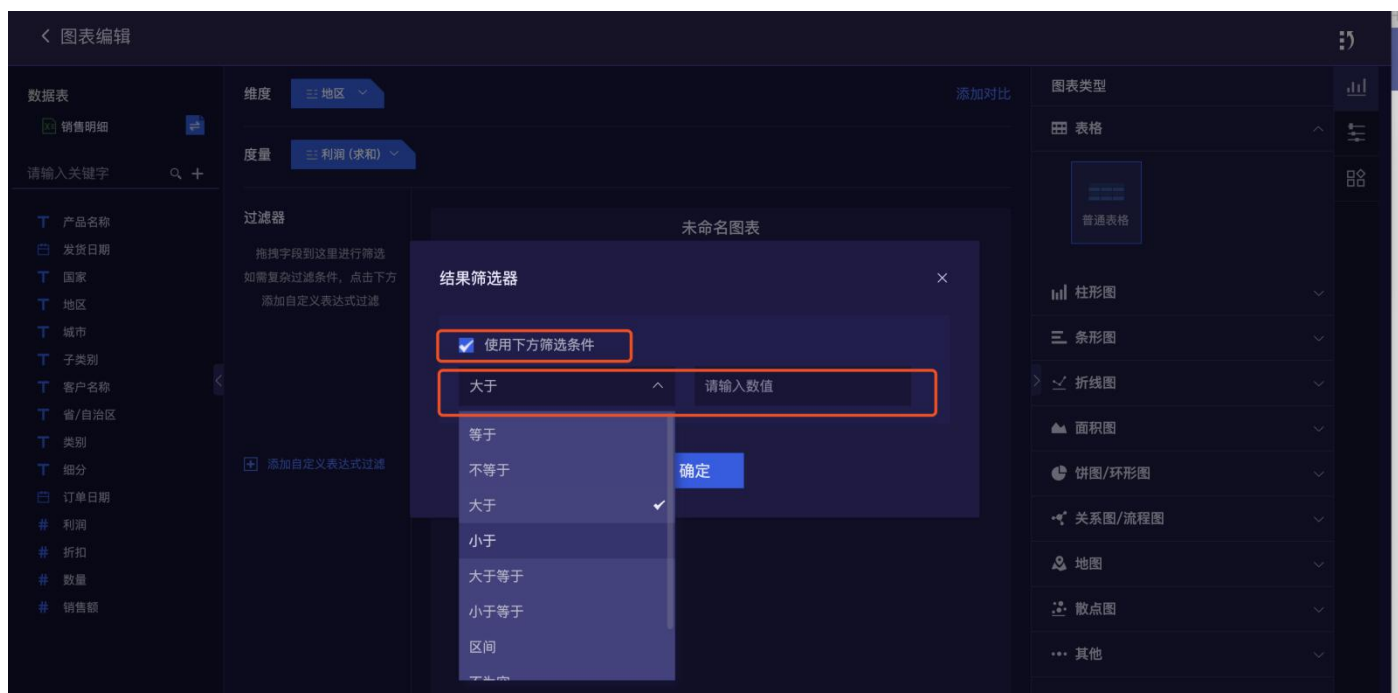 图表编辑
数据表
销售明细
请输入关键字
产品名称
发货日期
国家
地区
城市
子类别
客户名称
省/自治区
类别
细分
订单日期
利润
折扣
数量
销售额
维度
地区
添加对比
度量
利润 (求和)
过滤器
拖拽字段到这里进行筛选
如需复杂过滤条件，点击下方
添加自定义表达式过滤
添加自定义表达式过滤
未命名图表
结果筛选器
使用下方筛选条件
大于
请输入数值
等于
不等于
大于
小于
大于等于
小于等于
区间
确定
图表类型
表格
普通表格
柱形图
条形图
折线图
面积图
饼图/环形图
关系图/流程图
地图
散点图
其他